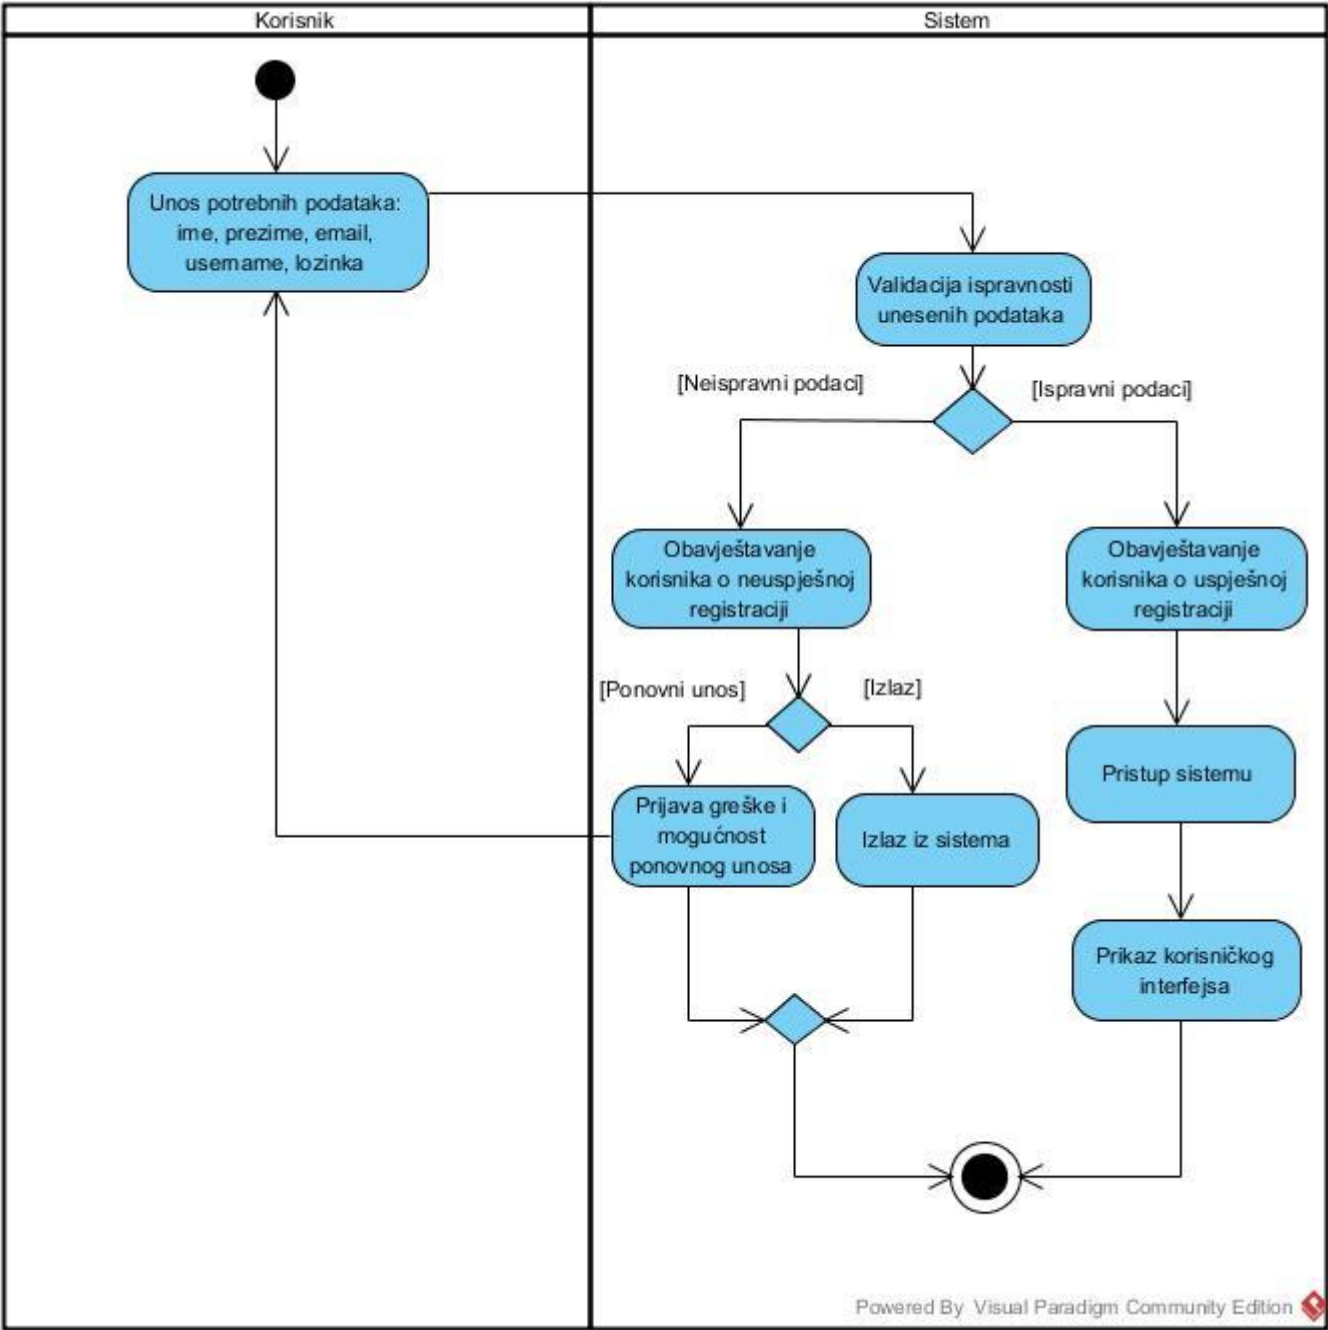 Korisnik
Sistem
Unos potrebnih podataka:
ime, prezime, email,
username, lozinka
Validacija ispravnosti
unesenih podataka
[Neispravni podaci]
[Ispravni podaci]
Obavještavanje
korisnika o neuspješnoj
registraciji
Obavještavanje
korisnika o uspješnoj
registraciji
[Ponovni unos]
[Izlaz]
Prijava greške i
mogućnost
ponovnog unosa
Izlaz iz sistema
Pristup sistemu
Prikaz korisničkog
interfejsa
Powered By Visual Paradigm Community Edition